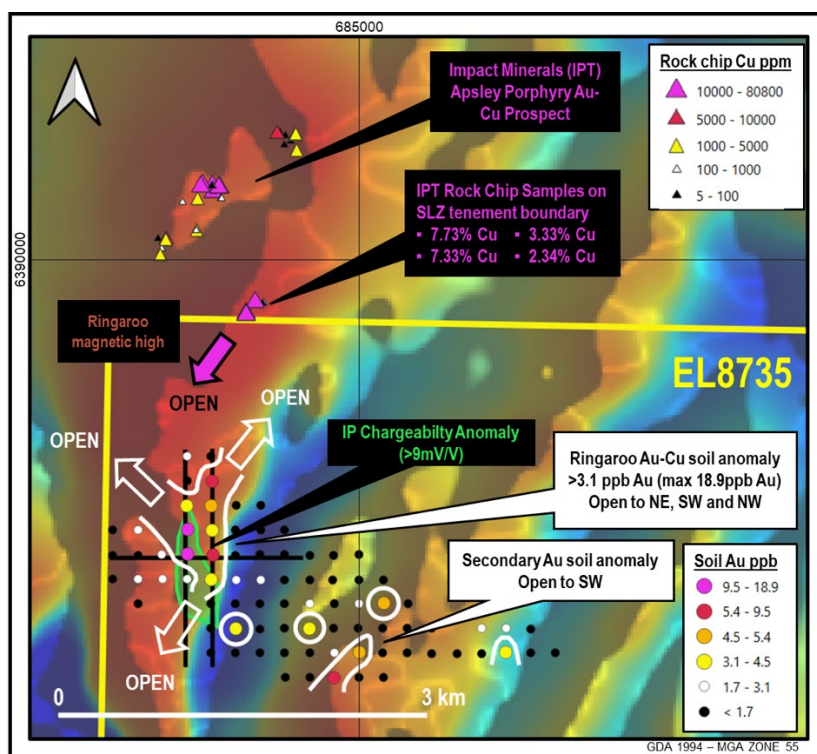 685000
6390000
Impact Minerals (IPT)
Apsley Porphyry Au-
Cu Prospect
Rock chip Cu ppm
10000 - 80800
5000 - 10000
1000 - 5000
100 - 1000
5 - 100
IPT Rock Chip Samples on
SLZ tenement boundary
▪ 7.73% Cu ▪ 3.33% Cu
▪ 7.33% Cu ▪ 2.34% Cu
Ringaroo
magnetic high
EL8735
OPEN
OPEN
OPEN
IP Chargeabilty Anomaly
(>9mV/V)
Ringaroo Au-Cu soil anomaly
>3.1 ppb Au (max 18.9ppb Au)
Open to NE, SW and NW
Secondary Au soil anomaly
Open to SW
Soil Au ppb
9.5 - 18.9
5.4 - 9.5
4.5 - 5.4
3.1 - 4.5
1.7 - 3.1
< 1.7
OPEN
0 3 km
GDA 1994 – MGA ZONE 55